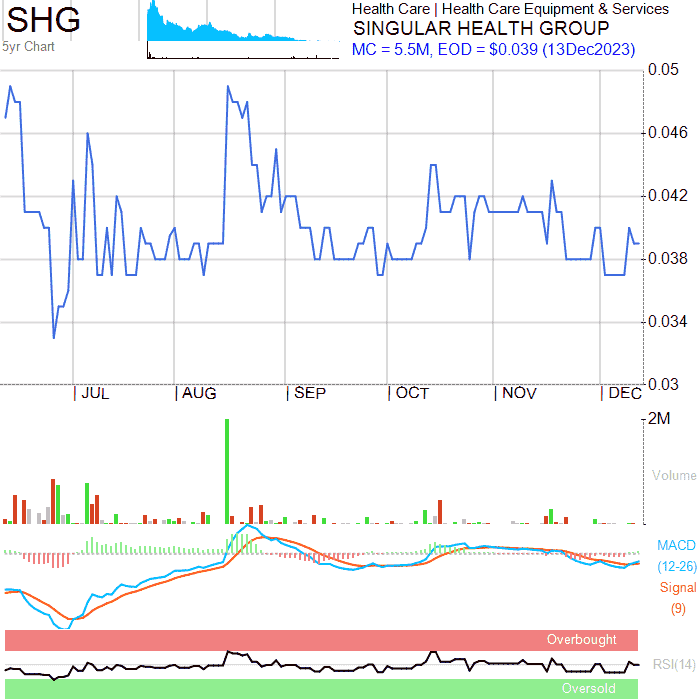 SHG
5yr Chart
Health Care | Health Care Equipment & Services
SINGULAR HEALTH GROUP
MC = 5.5M, EOD = $0.039 (13Dec2023)
0.05
0.046
0.042
0.038
0.034
0.03
| JUL | AUG | SEP | OCT | NOV | DEC
2M
Volume
MACD
(12-26)
Signal
(9)
Overbought
RSI(14)
Oversold